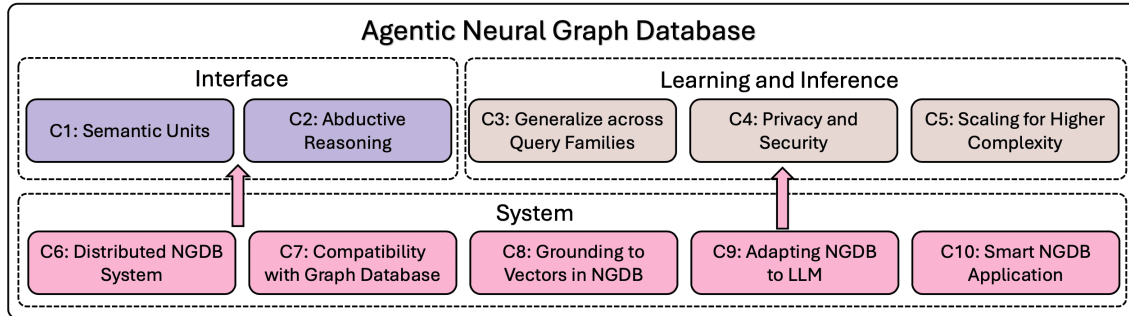 Agentic Neural Graph Database
Interface
C1: Semantic Units
C2: Abductive
Reasoning
Learning and Inference
C3: Generalize across
Query Families
C4: Privacy and
Security
C5: Scaling for Higher
Complexity
System
C6: Distributed NGDB
System
C7: Compatibility
with Graph Database
C8: Grounding to
Vectors in NGDB
C9: Adapting NGDB
to LLM
C10: Smart NGDB
Application